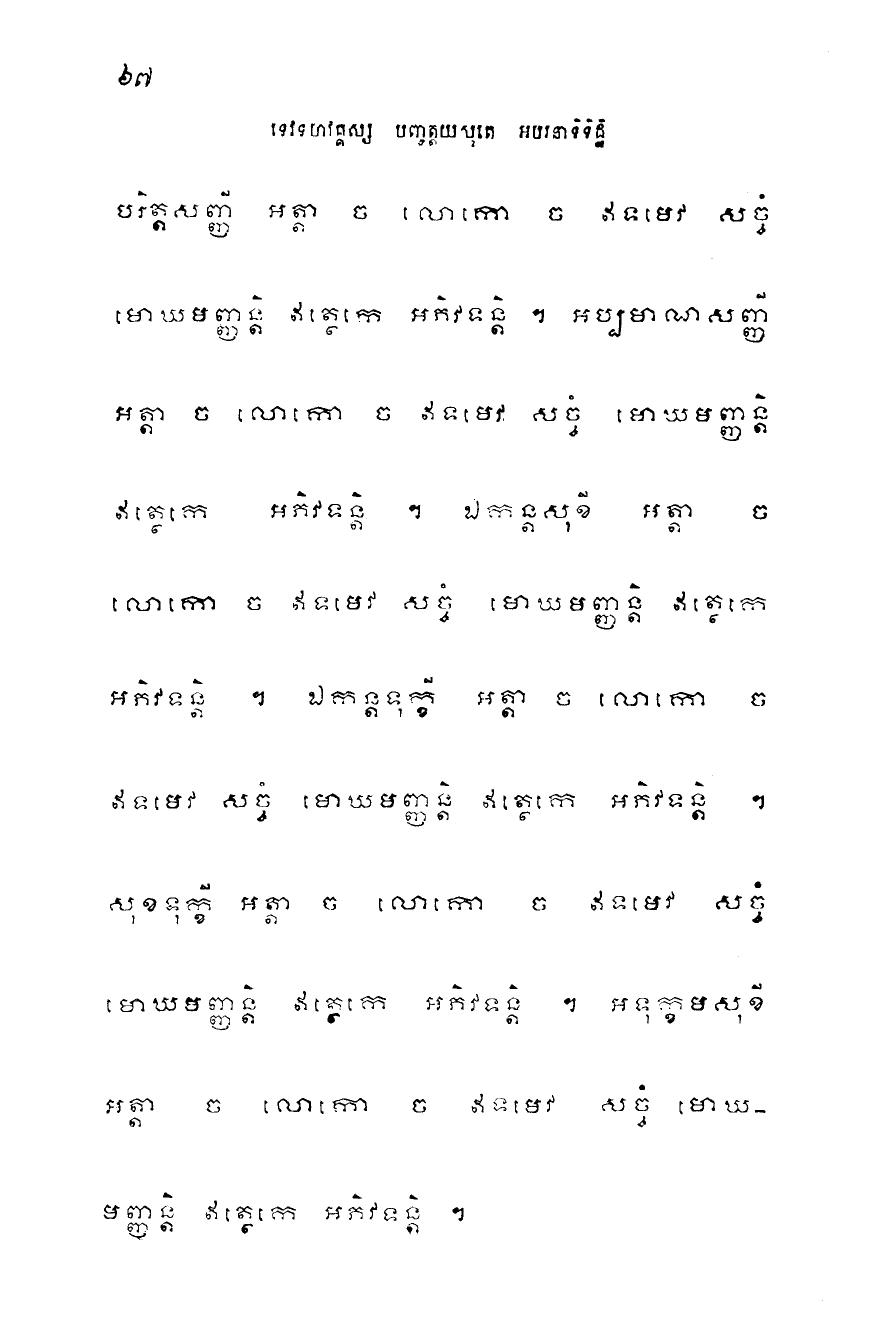 ៦៧
ទេវទហវគ្គស្ស បញ្ចត្តយសុតេ អបរនាទិទិដ្ឋិ
បរិត្តសញ្ញី អត្តា ច លោកោ ច ឥទមេវ សច្ចំ
មោឃមញ្ញន្តិ ឥត្ថេកេ អភិវទន្តិ ។ អប្បមាណាសញ្ញី
អត្តា ច លោកោ ច ឥទមេវ សច្ចំ មោឃមញ្ញន្តិ
ឥត្ថេកេ អភិវទន្តិ ។ ឯកន្តសុខី អត្តា ច
លោកោ ច ឥទមេវ សច្ចំ មោឃមញ្ញន្តិ ឥត្ថេកេ
អភិវទន្តិ ។ ឯកន្តទុក្ខី អត្តា ច លោកោ ច
ឥទមេវ សច្ចំ មោឃមញ្ញន្តិ ឥត្ថេកេ អភិវទន្តិ ។
សុខទុក្ខី អត្តា ច លោកោ ច ឥទមេវ សច្ចំ
មោឃមញ្ញន្តិ ឥត្ថេកេ អភិវទន្តិ ។ អទុក្ខមសុខី
អត្តា ច លោកោ ច ឥទមេវ សច្ចំ មោឃ-
មញ្ញន្តិ ឥត្ថេកេ អភិវទន្តិ ។